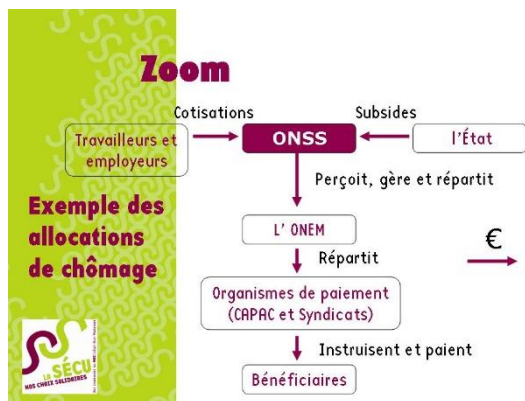 Zoom
Cotisations
Subsides
Travailleurs et
employeurs
ONSS
l'État
Perçoit, gère et répartit
Exemple des
allocations
de chômage
L' ONEM
Répartit
€
Organismes de paiement
(CAPAC et Syndicats)
Instruisent et paient
Bénéficiaires
LA SÉCU
NOS CHOIX SOLIDAIRES